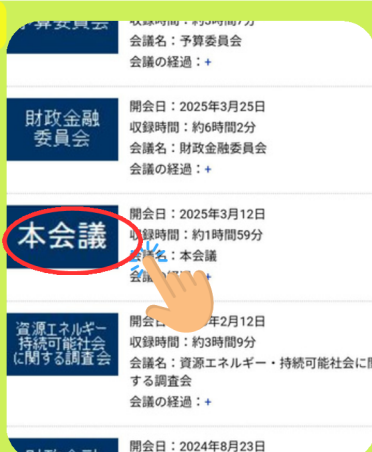 予算委員会
収録時間：約5時間7分
会議名：予算委員会
会議の経過：+
財政金融
委員会
開会日：2025年3月25日
収録時間：約6時間2分
会議名：財政金融委員会
会議の経過：+
本会議
開会日：2025年3月12日
収録時間：約1時間59分
会議名：本会議
会議の経過：+
資源エネルギー
持続可能社会
に関する調査会
開会日 年2月12日
収録時間：約3時間9分
会議名：資源エネルギー・持続可能社会に関
する調査会
会議の経過：+
開会日：2024年8月23日